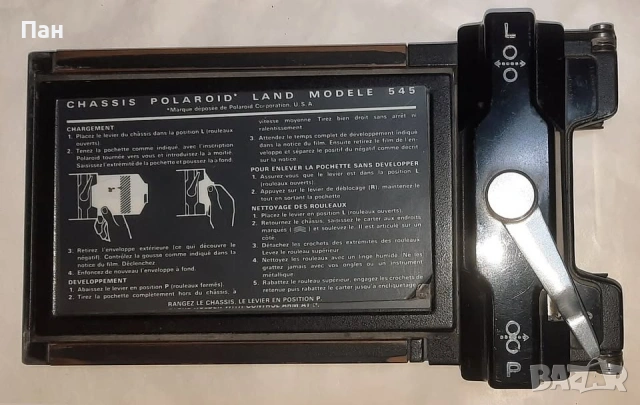 Пан
CHASSIS POLAROID* LAND MODELE 545
*Marque déposée de Polaroid Corporation, U.S.A
CHARGEMENT
1. Placez le levier du châssis dans la position L (rouleaux
ouverts).
2. Tenez la pochette comme indiqué, avec l'inscription
Polaroid tournée vers vous et introduisez-la à moitié.
Saisissez l'extrémité de la pochette et poussez la à fond.
3. Retirez l'enveloppe extérieure (ce qui découvre le
négatif). Contrôlez la gousse comme indiqué dans la
notice du film. Déclenchez
4. Enfoncez de nouveau l'enveloppe à fond.
DEVELOPPEMENT
1. Abaissez le levier en position P (rouleaux fermés).
2. Tirez la pochette complètement hors du châssis, à
vitesse moyenne Tirez bien droit sans arrêt ni
ralentissement
3. Attendez le temps complet de développement indiqué
dans la notice du film. Ensuite retirez le film de l'en-
veloppe et séparez le positif du négatif comme décrit
sur la notice.
POUR ENLEVER LA POCHETTE SANS DEVELOPPER
1. Assurez vous que le levier est dans la position L
(rouleaux ouverts).
2. Appuyez sur le levier de déblocage (R); maintenez le
tout en sortant la pochette.
NETTOYAGE DES ROULEAUX
1. Placez le levier en position L (rouleaux ouverts).
2. Retournez le châssis, saisissez le carter aux endroits
marqués ( ) et soulevez le. Il est articulé sur un
côté.
3. Détachez les crochets des extrémités des rouleaux
Levez le rouleau supérieur
4. Nettoyez les rouleaux avec un linge humide Ne les
grattez jamais avec vos ongles ou un instrument
métallique
5. Rabattez le rouleau supérieur, engagez les crochets de
retenue puis rabattez le carter jusqu'à encliquetage
RANGEZ LE CHASSIS, LE LEVIER EN POSITION P.
L
P
BAZAR